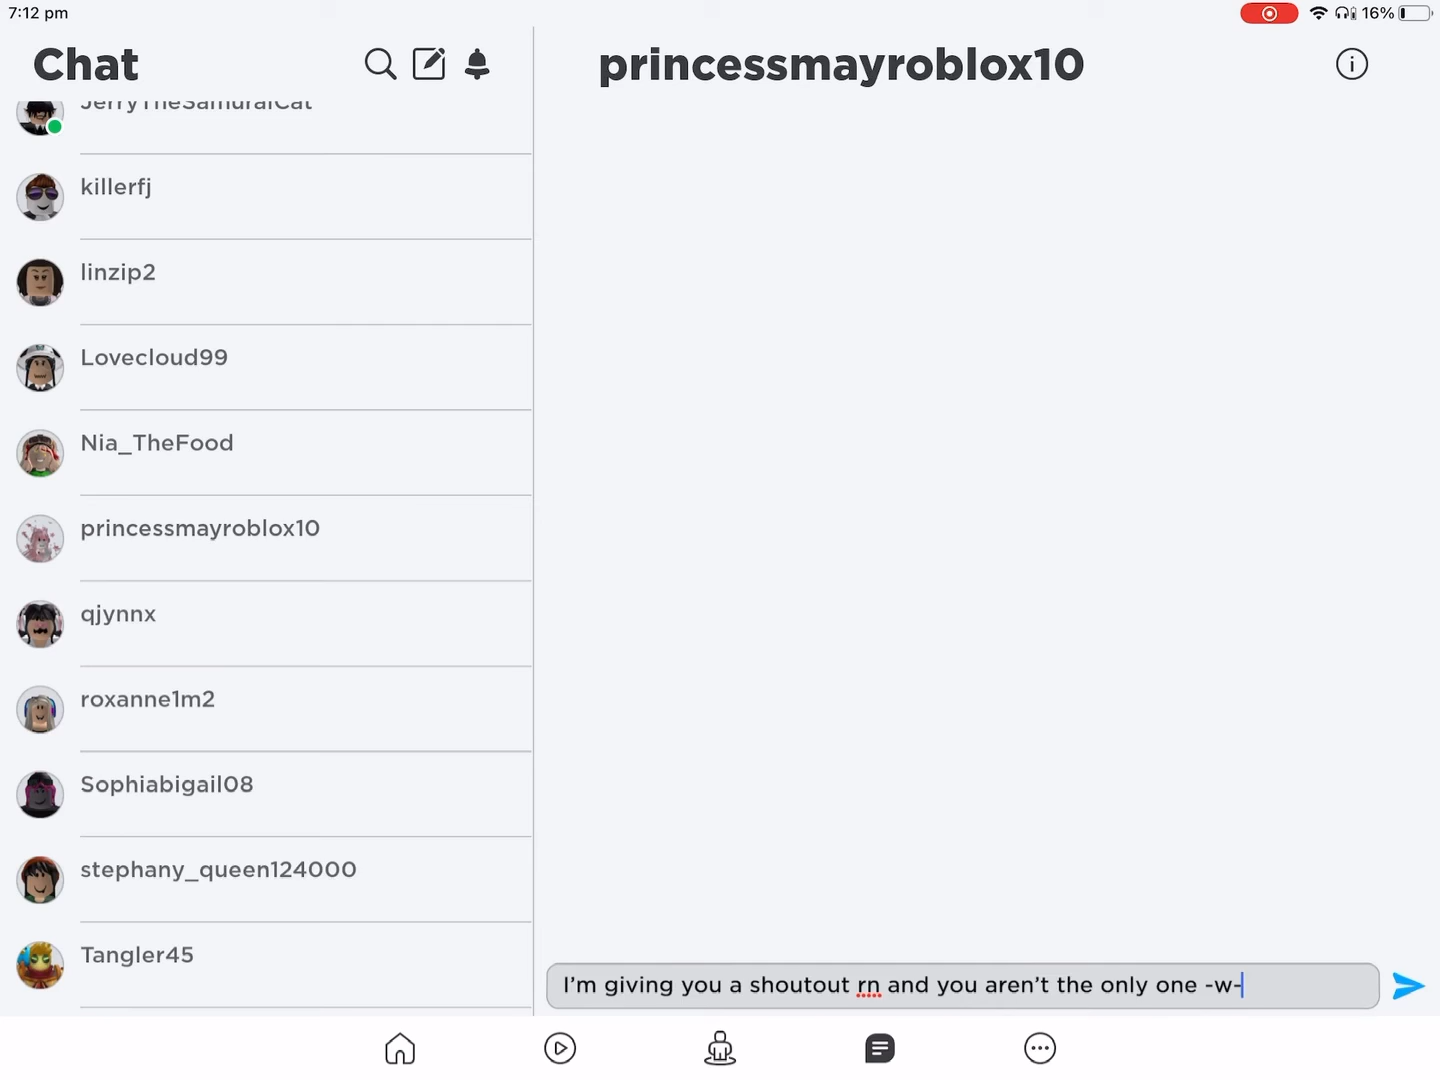 7:12 pm
16%
Chat
princessmayroblox10
JerryTheSamuraiCat
killerfj
linzip2
Lovecloud99
Nia_TheFood
princessmayroblox10
qjynnx
roxanne1m2
Sophiabigail08
stephany_queen124000
Tangler45
I’m giving you a shoutout rn and you aren’t the only one -w-